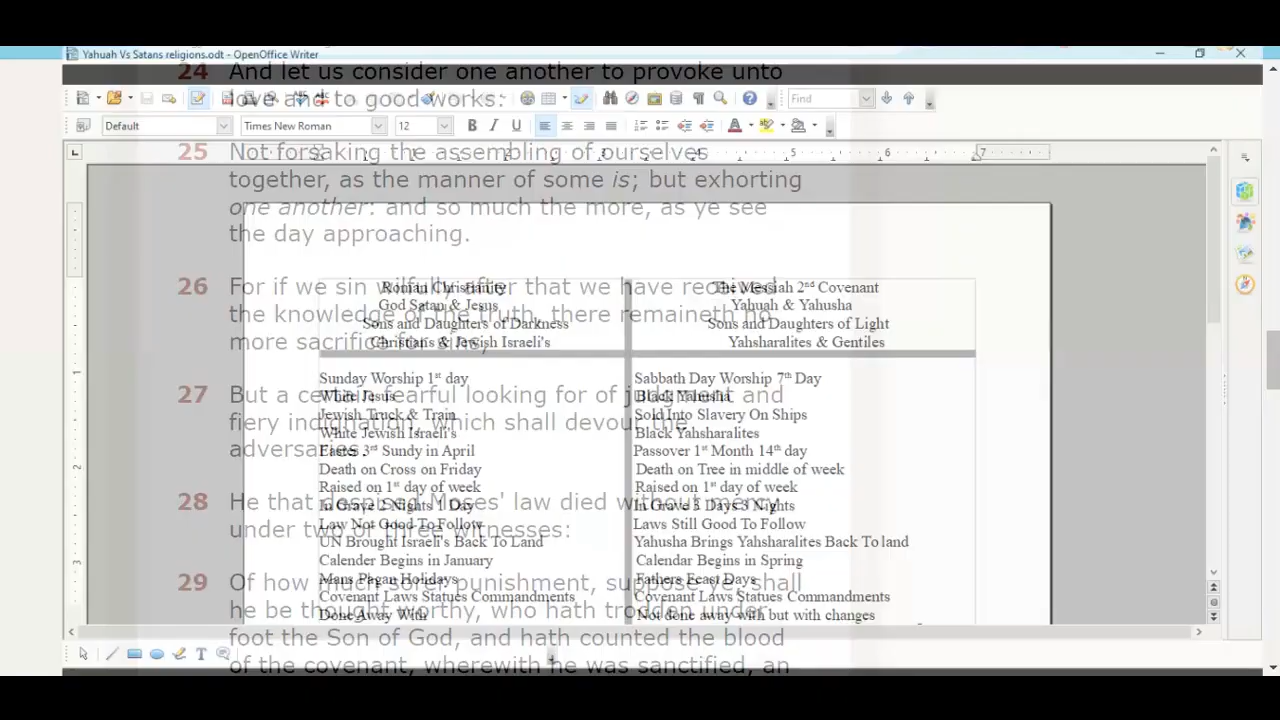 Yahuah Vs Satans religions.odt - OpenOffice Writer
24 And let us consider one another to provoke unto
love and to good works:
Find
Default
Times New Roman
12
B I U
25 Not forsaking the assembling of ourselves
3 5 6 7
together, as the manner of some is; but exhorting
one another: and so much the more, as ye see
the day approaching.
26 For if we sin wilfully after that we have received
the knowledge of the truth, there remaineth no
more sacrifice for sins,
27 But a certain fearful looking for of judgment and
fiery indignation, which shall devour the
adversaries.
28 He that despised Moses' law died without mercy
under two or three witnesses:
29 Of how much sorer punishment, suppose ye, shall
he be thought worthy, who hath trodden under
foot the Son of God, and hath counted the blood
of the covenant, wherewith he was sanctified, an
Roman Christianity
God Satan & Jesus
Sons and Daughters of Darkness
Christians & Jewish Israeli's
Sunday Worship 1st day
White Jesus
Jewish Truck & Train
White Jewish Israeli's
Easter 3rd Sundy in April
Death on Cross on Friday
Raised on 1st day of week
In Grave 2 Nights 1 Day
Law Not Good To Follow
UN Brought Israeli's Back To Land
Calender Begins in January
Mans Pagan Holidays
Covenant Laws Statues Commandments
Done Away With
The Messiah 2nd Covenant
Yahuah & Yahusha
Sons and Daughters of Light
Yahsharalites & Gentiles
Sabbath Day Worship 7th Day
Black Yahusha
Sold Into Slavery On Ships
Black Yahsharalites
Passover 1st Month 14th day
Death on Tree in middle of week
Raised on 1st day of week
In Grave 3 Days 3 Nights
Laws Still Good To Follow
Yahusha Brings Yahsharalites Back To land
Calendar Begins in Spring
Fathers Feast Days
Covenant Laws Statues Commandments
Not done away with but with changes
1
2
3
T